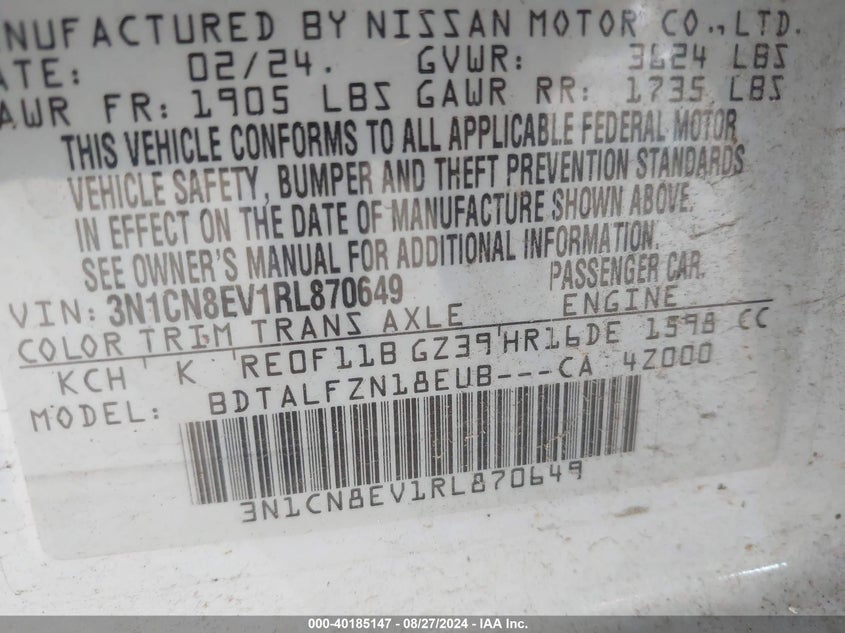 MANUFACTURED BY NISSAN MOTOR CO.,LTD.
DATE: 02/24. GVWR: 3624 LBS
GAWR FR: 1905 LBS GAWR RR: 1735 LBS
THIS VEHICLE CONFORMS TO ALL APPLICABLE FEDERAL MOTOR
VEHICLE SAFETY, BUMPER AND THEFT PREVENTION STANDARDS
IN EFFECT ON THE DATE OF MANUFACTURE SHOWN ABOVE.
SEE OWNER'S MANUAL FOR ADDITIONAL INFORMATION.
VIN: 3N1CN8EV1RL870649 PASSENGER CAR.
COLOR TRIM TRANS AXLE ENGINE
KCH K RE0F11B GZ39 HR16DE 1598 CC
MODEL: BDTALFZN18EUB---CA 4Z000
3N1CN8EV1RL870649
000-40185147 - 08/27/2024 - IAA Inc.